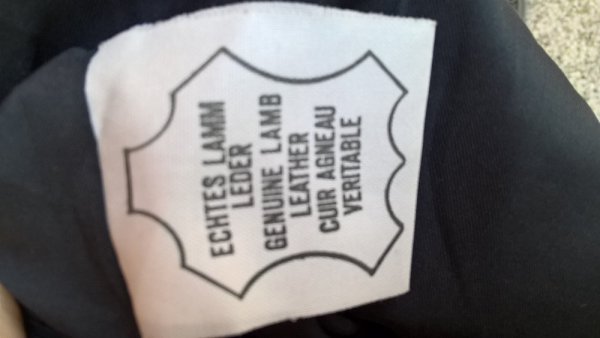 ECHTES LAMM
LEDER
GENUINE LAMB
LEATHER
CUIR AGNEAU
VERITABLE